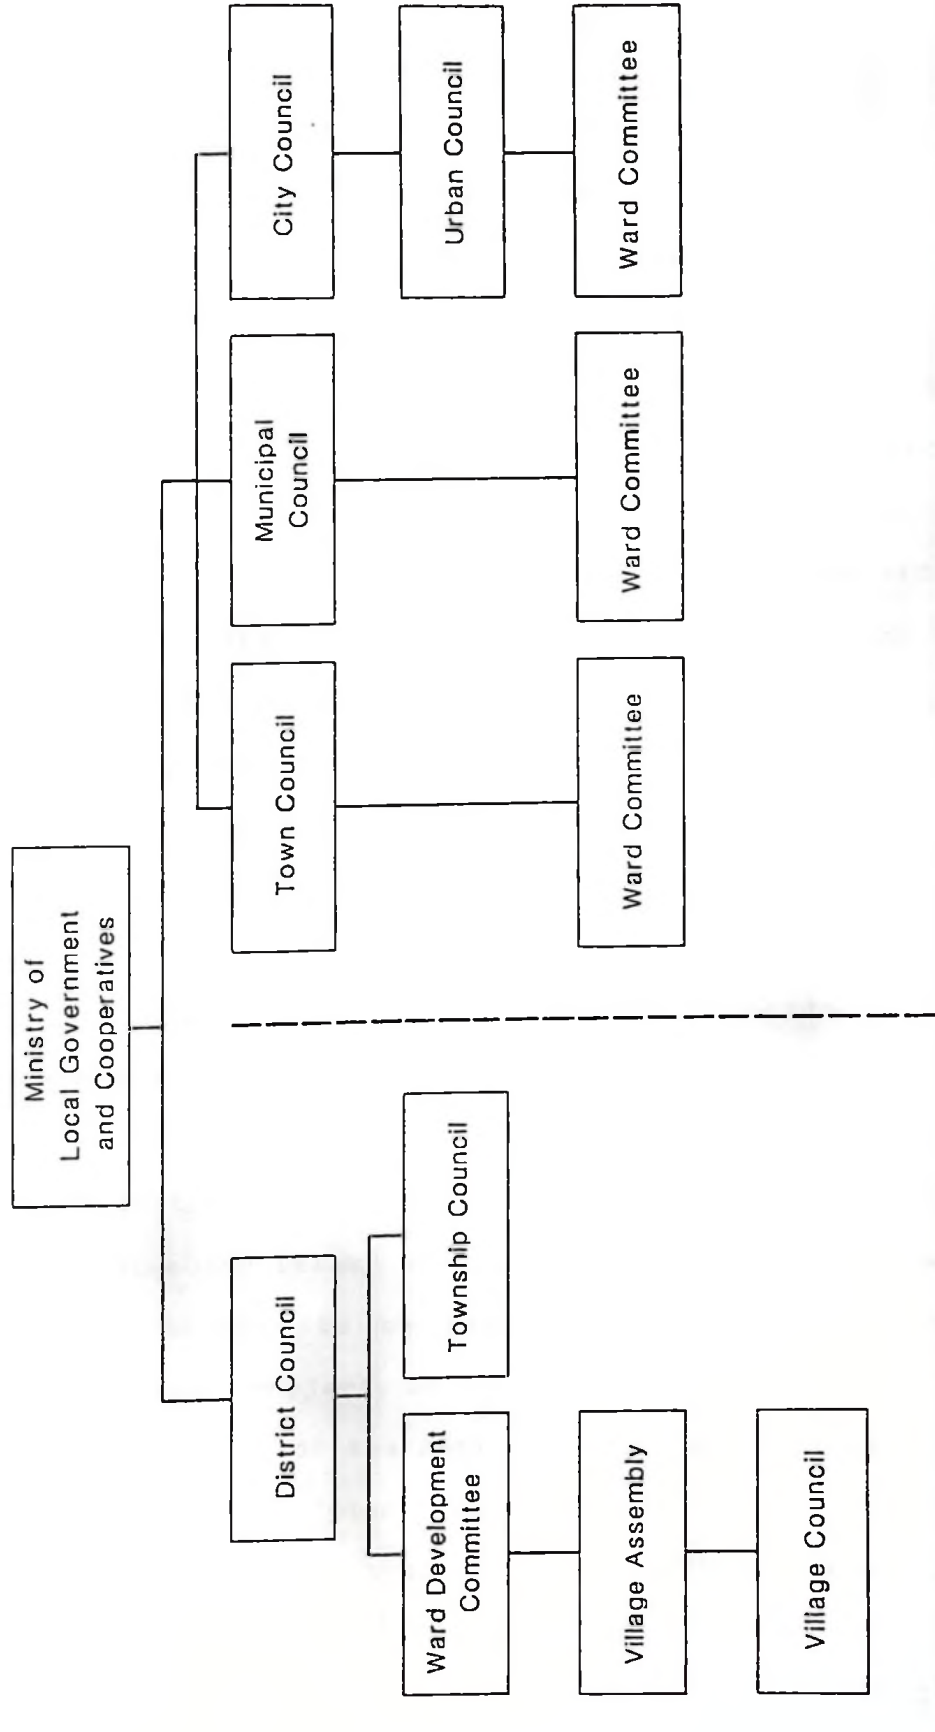 Ministry of
Local Government
and Cooperatives
District Council
Town Council
Municipal
Council
City Council
Ward Development
Committee
Township Council
Urban Council
Village Assembly
Ward Committee
Ward Committee
Ward Committee
Village Council